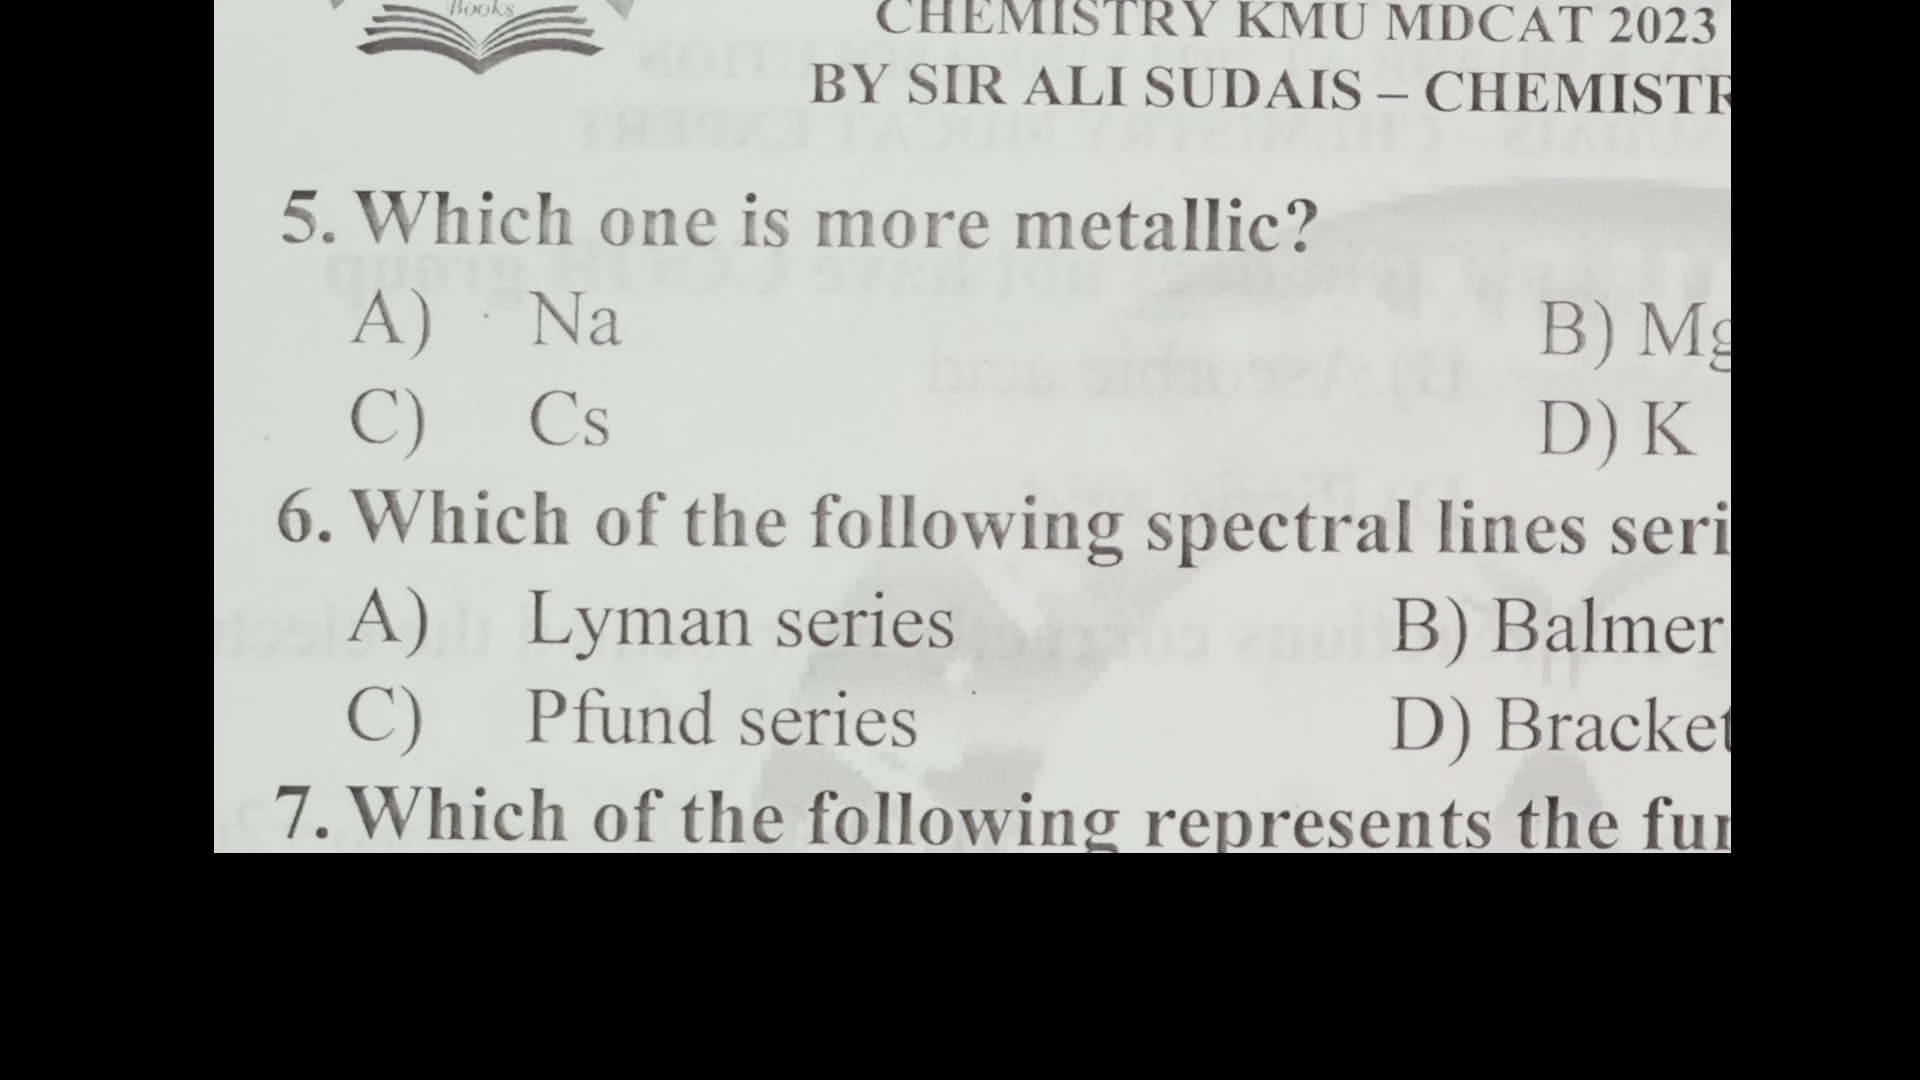 Books
CHEMISTRY KMU MDCAT 2023
BY SIR ALI SUDAIS – CHEMISTR
5. Which one is more metallic?
A) Na B) Mg
C) Cs D) K
6. Which of the following spectral lines seri
A) Lyman series B) Balmer
C) Pfund series D) Bracket
7. Which of the following represents the fur